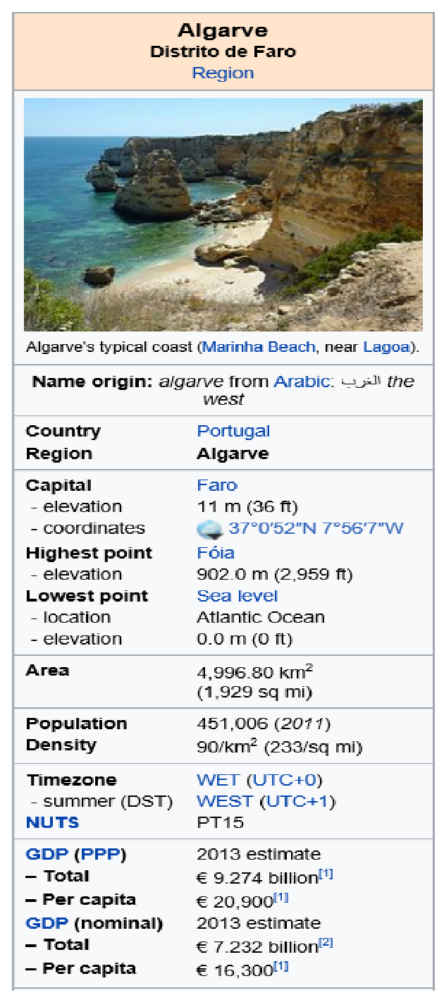 Algarve
Distrito de Faro
Region
Algarve's typical coast (Marinha Beach, near Lagoa).
Name origin: algarve from Arabic: الغرب the
west
Country Portugal
Region Algarve
Capital Faro
- elevation 11 m (36 ft)
- coordinates 37°0′52″N 7°56′7″W
Highest point Fóia
- elevation 902.0 m (2,959 ft)
Lowest point Sea level
- location Atlantic Ocean
- elevation 0.0 m (0 ft)
Area 4,996.80 km²
(1,929 sq mi)
Population 451,006 (2011)
Density 90/km² (233/sq mi)
Timezone WET (UTC+0)
- summer (DST) WEST (UTC+1)
NUTS PT15
GDP (PPP) 2013 estimate
– Total € 9.274 billion[1]
– Per capita € 20,900[1]
GDP (nominal) 2013 estimate
– Total € 7.232 billion[2]
– Per capita € 16,300[1]